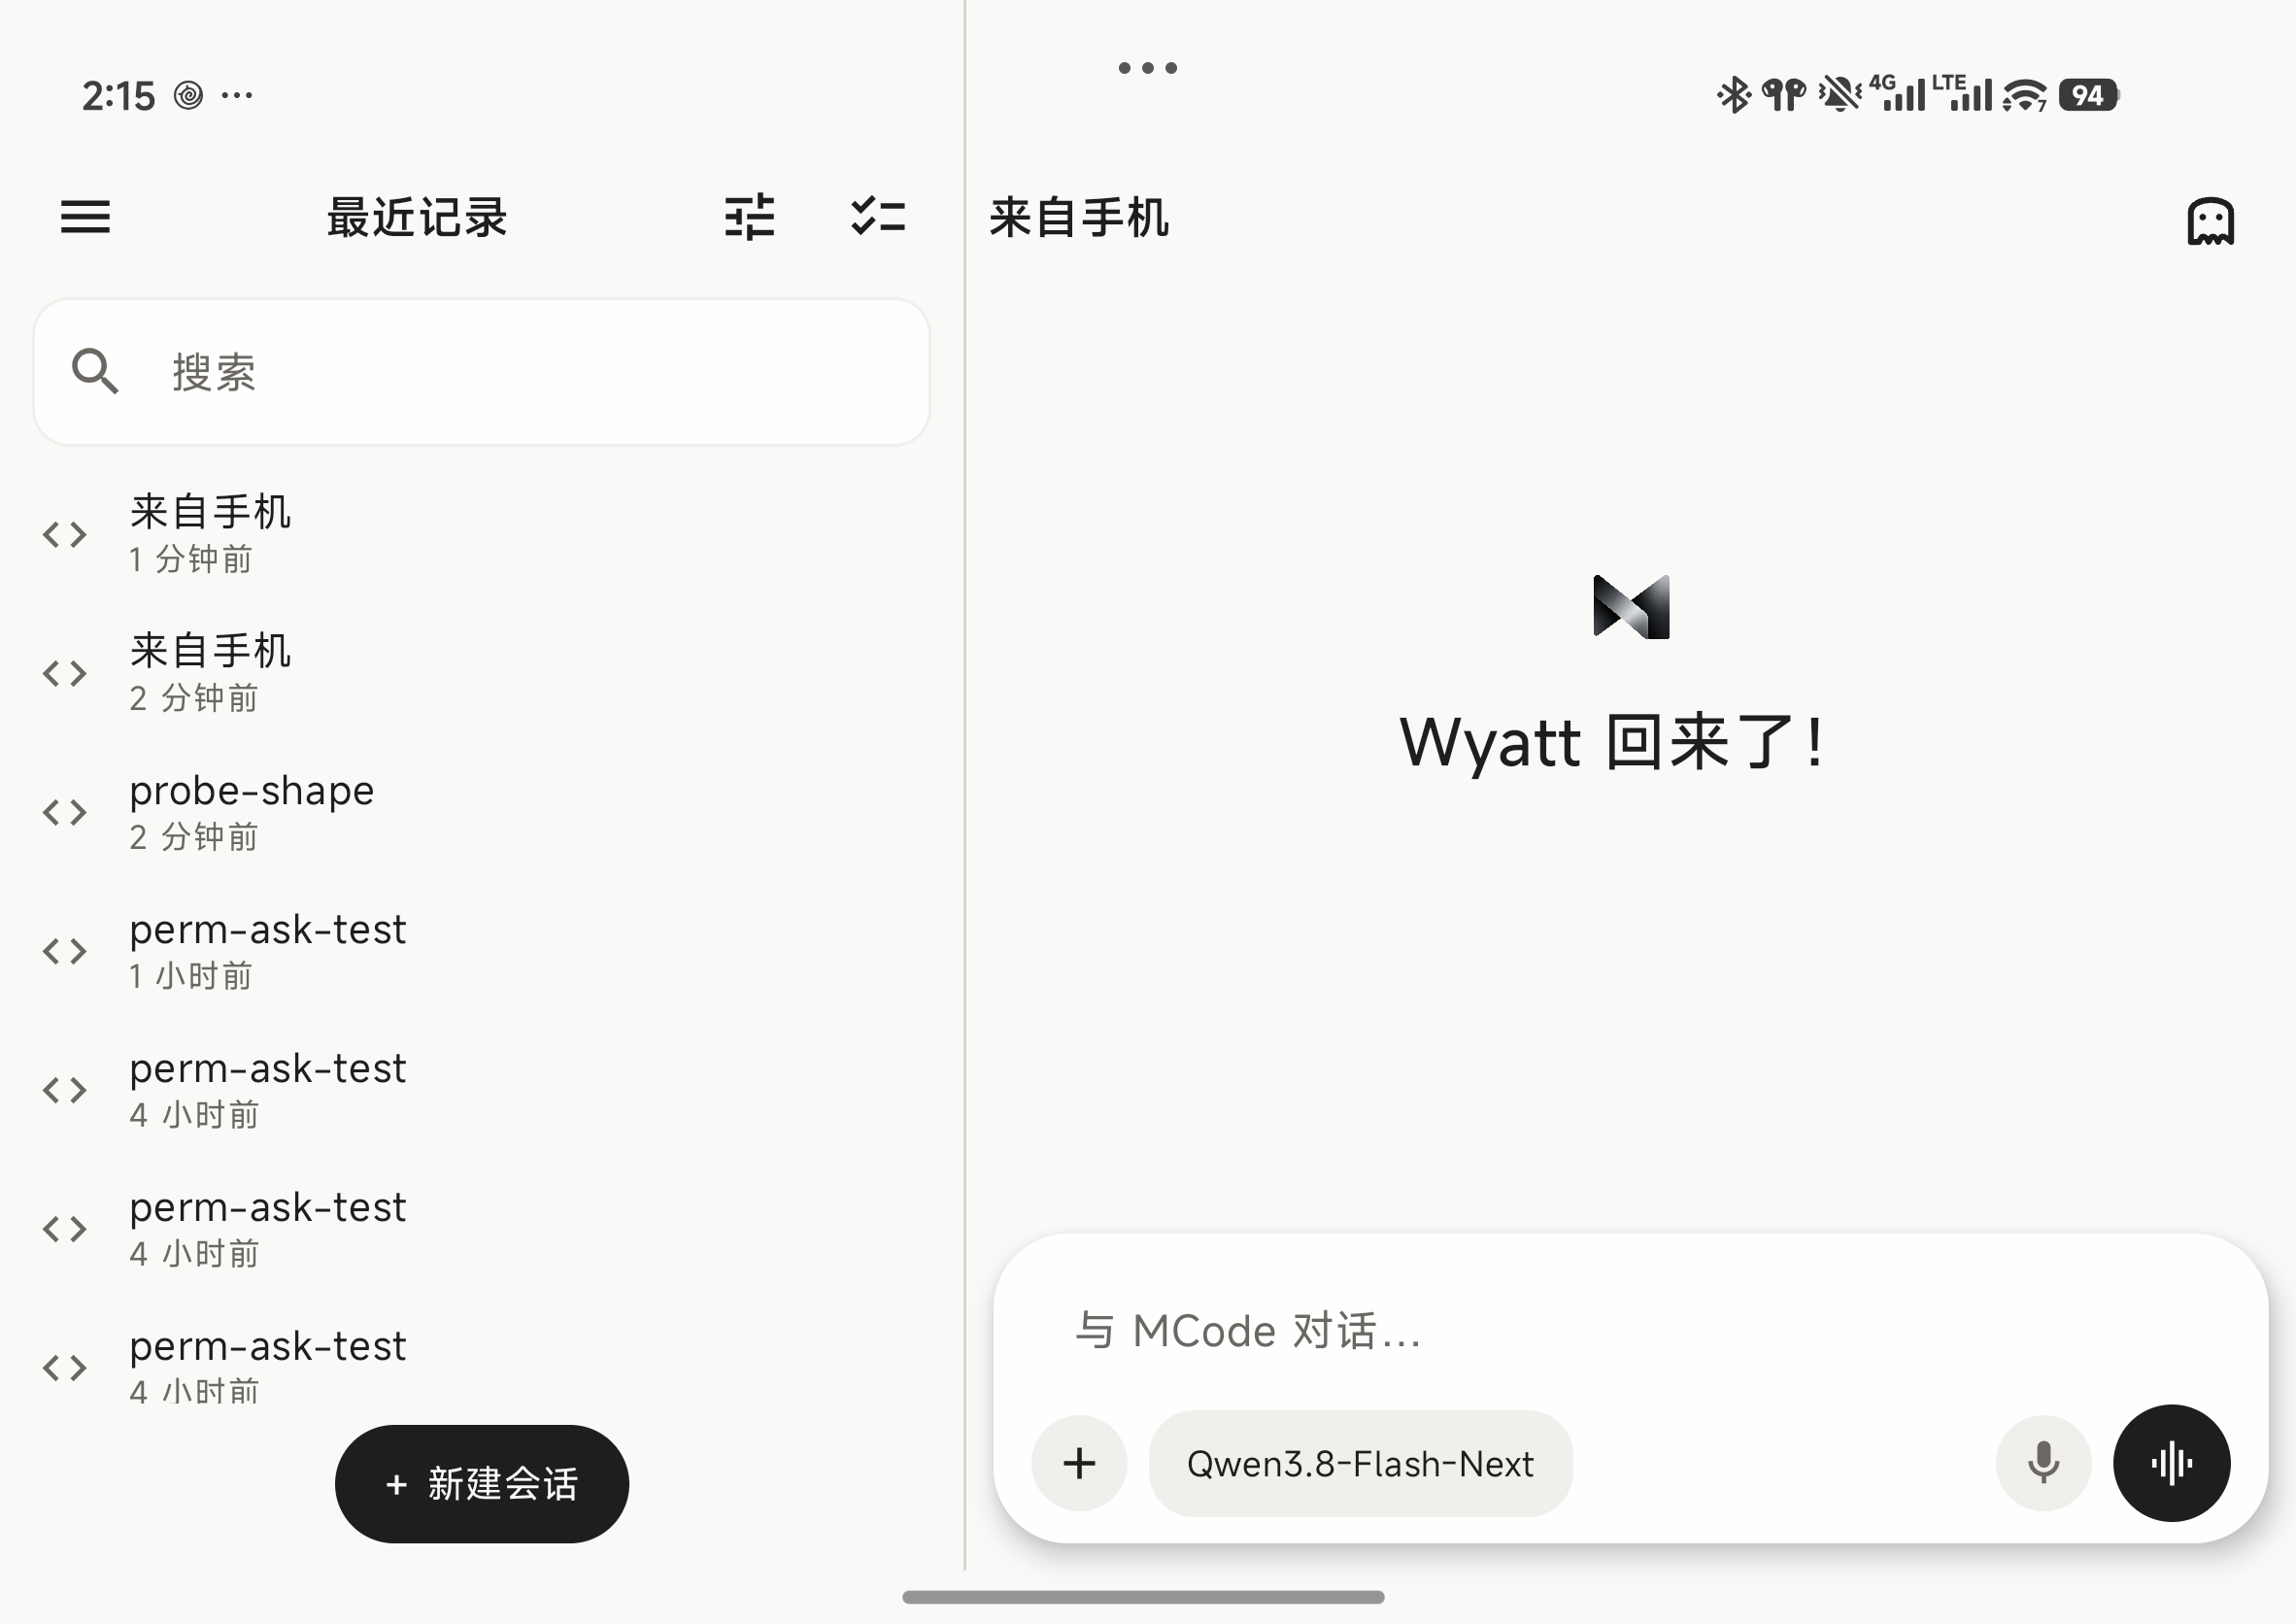 2:15
4G
LTE
7
94
最近记录
来自手机
搜索
来自手机
1 分钟前
来自手机
2 分钟前
probe-shape
2 分钟前
perm-ask-test
1 小时前
perm-ask-test
4 小时前
perm-ask-test
4 小时前
perm-ask-test
4 小时前
+ 新建会话
Wyatt 回来了!
与 MCode 对话...
Qwen3.8-Flash-Next